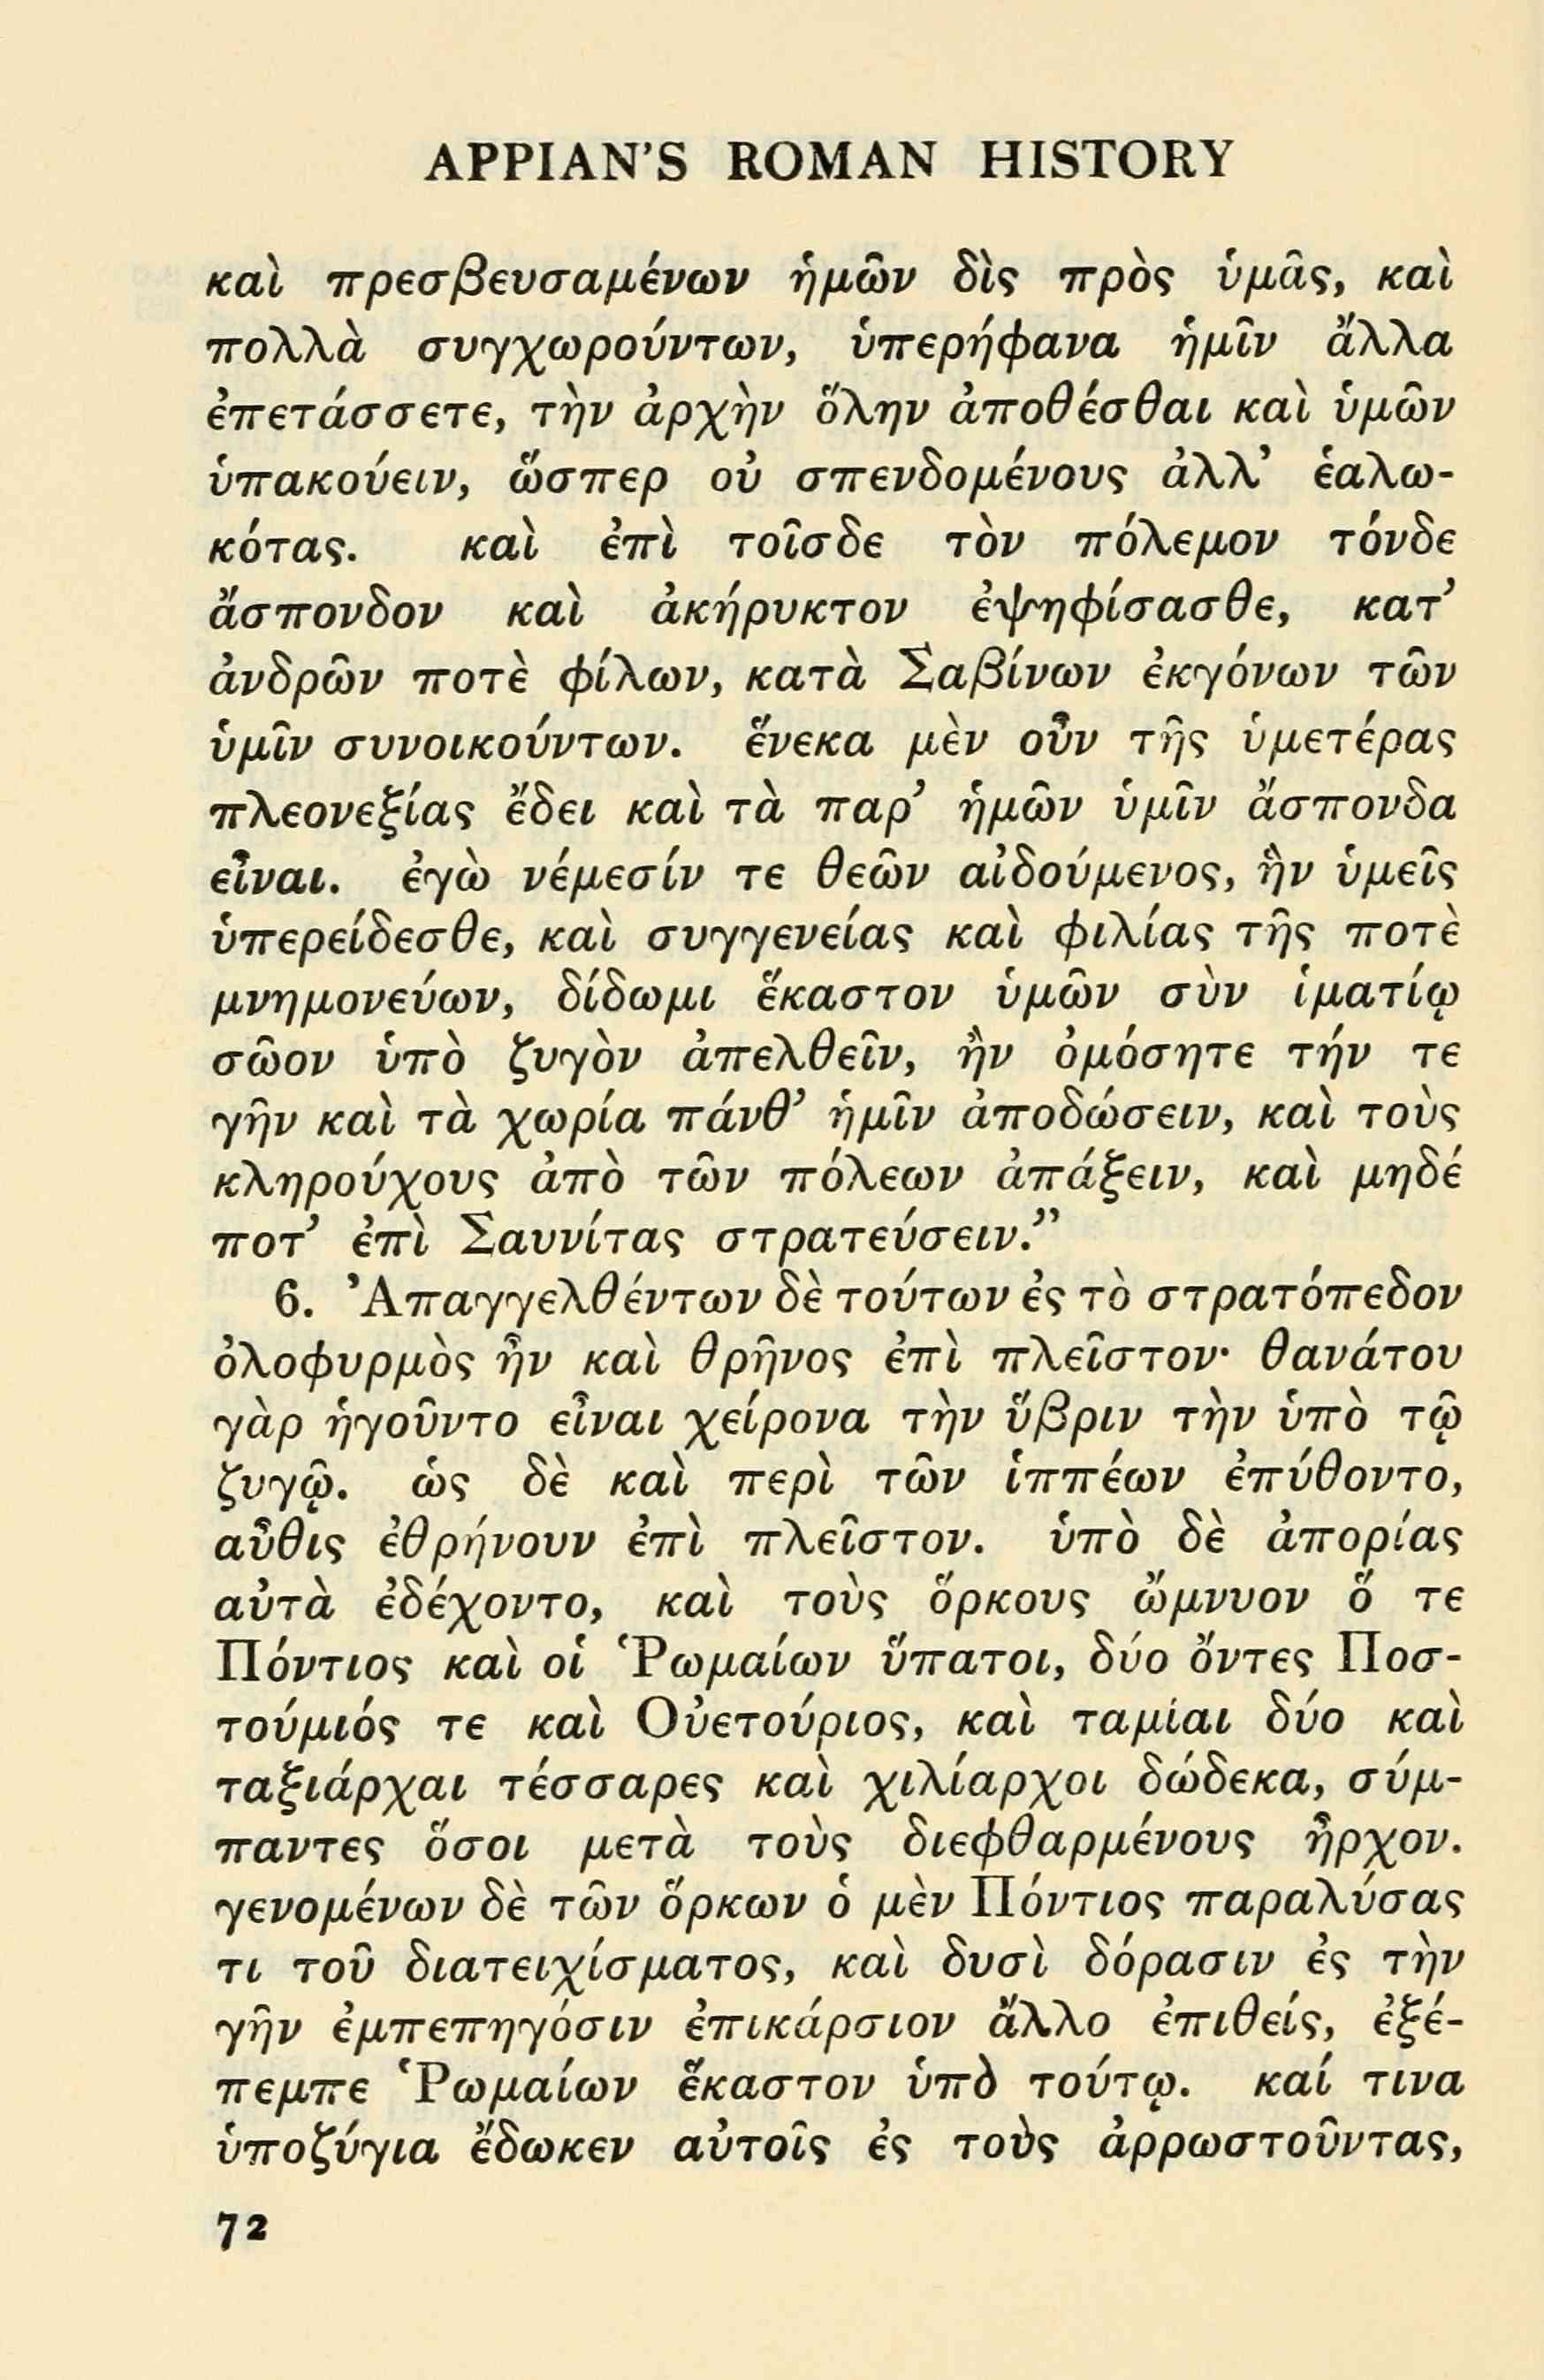 APPIAN'S ROMAN HISTORY
καὶ πρεσβευσαμένων ἡμῶν δὶς πρὸς ὑμᾶς, καὶ
πολλὰ συγχωρούντων, ὑπερήφανα ἡμῖν ἄλλα
ἐπετάσσετε, τὴν ἀρχὴν ὅλην ἀποθέσθαι καὶ ὑμῶν
ὑπακούειν, ὥσπερ οὐ σπενδομένους ἀλλ’ ἑαλω-
κότας. καὶ ἐπὶ τοῖσδε τὸν πόλεμον τόνδε
ἄσπονδον καὶ ἀκήρυκτον ἐψηφίσασθε, κατ’
ἀνδρῶν ποτὲ φίλων, κατὰ Σαβίνων ἐκγόνων τῶν
ὑμῖν συνοικούντων. ἕνεκα μὲν οὖν τῆς ὑμετέρας
πλεονεξίας ἔδει καὶ τὰ παρ’ ἡμῶν ὑμῖν ἄσπονδα
εἶναι. ἐγὼ νέμεσίν τε θεῶν αἰδούμενος, ἣν ὑμεῖς
ὑπερείδεσθε, καὶ συγγενείας καὶ φιλίας τῆς ποτὲ
μνημονεύων, δίδωμι ἕκαστον ὑμῶν σὺν ἱματίῳ
σῶον ὑπὸ ζυγὸν ἀπελθεῖν, ἢν ὀμόσητε τήν τε
γῆν καὶ τὰ χωρία πάνθ’ ἡμῖν ἀποδώσειν, καὶ τοὺς
κληρούχους ἀπὸ τῶν πόλεων ἀπάξειν, καὶ μηδέ
ποτ’ ἐπὶ Σαυνίτας στρατεύσειν.”
6. Ἀπαγγελθέντων δὲ τούτων ἐς τὸ στρατόπεδον
ὀλοφυρμὸς ἦν καὶ θρῆνος ἐπὶ πλεῖστον· θανάτου
γὰρ ἡγοῦντο εἶναι χείρονα τὴν ὕβριν τὴν ὑπὸ τῷ
ζυγῷ. ὡς δὲ καὶ περὶ τῶν ἱππέων ἐπύθοντο,
αὖθις ἐθρήνουν ἐπὶ πλεῖστον. ὑπὸ δὲ ἀπορίας
αὐτὰ ἐδέχοντο, καὶ τοὺς ὅρκους ὤμνυον ὅ τε
Πόντιος καὶ οἱ Ῥωμαίων ὕπατοι, δύο ὄντες Ποσ-
τούμιός τε καὶ Οὐετούριος, καὶ ταμίαι δύο καὶ
ταξιάρχαι τέσσαρες καὶ χιλίαρχοι δώδεκα, σύμ-
παντες ὅσοι μετὰ τοὺς διεφθαρμένους ἦρχον.
γενομένων δὲ τῶν ὅρκων ὁ μὲν Πόντιος παραλύσας
τι τοῦ διατειχίσματος, καὶ δυσὶ δόρασιν ἐς τὴν
γῆν ἐμπεπηγόσιν ἐπικάρσιον ἄλλο ἐπιθείς, ἐξέ-
πεμπε Ῥωμαίων ἕκαστον ὑπὸ τούτῳ. καί τινα
ὑποζύγια ἔδωκεν αὐτοῖς ἐς τοὺς ἀρρωστοῦντας,
72